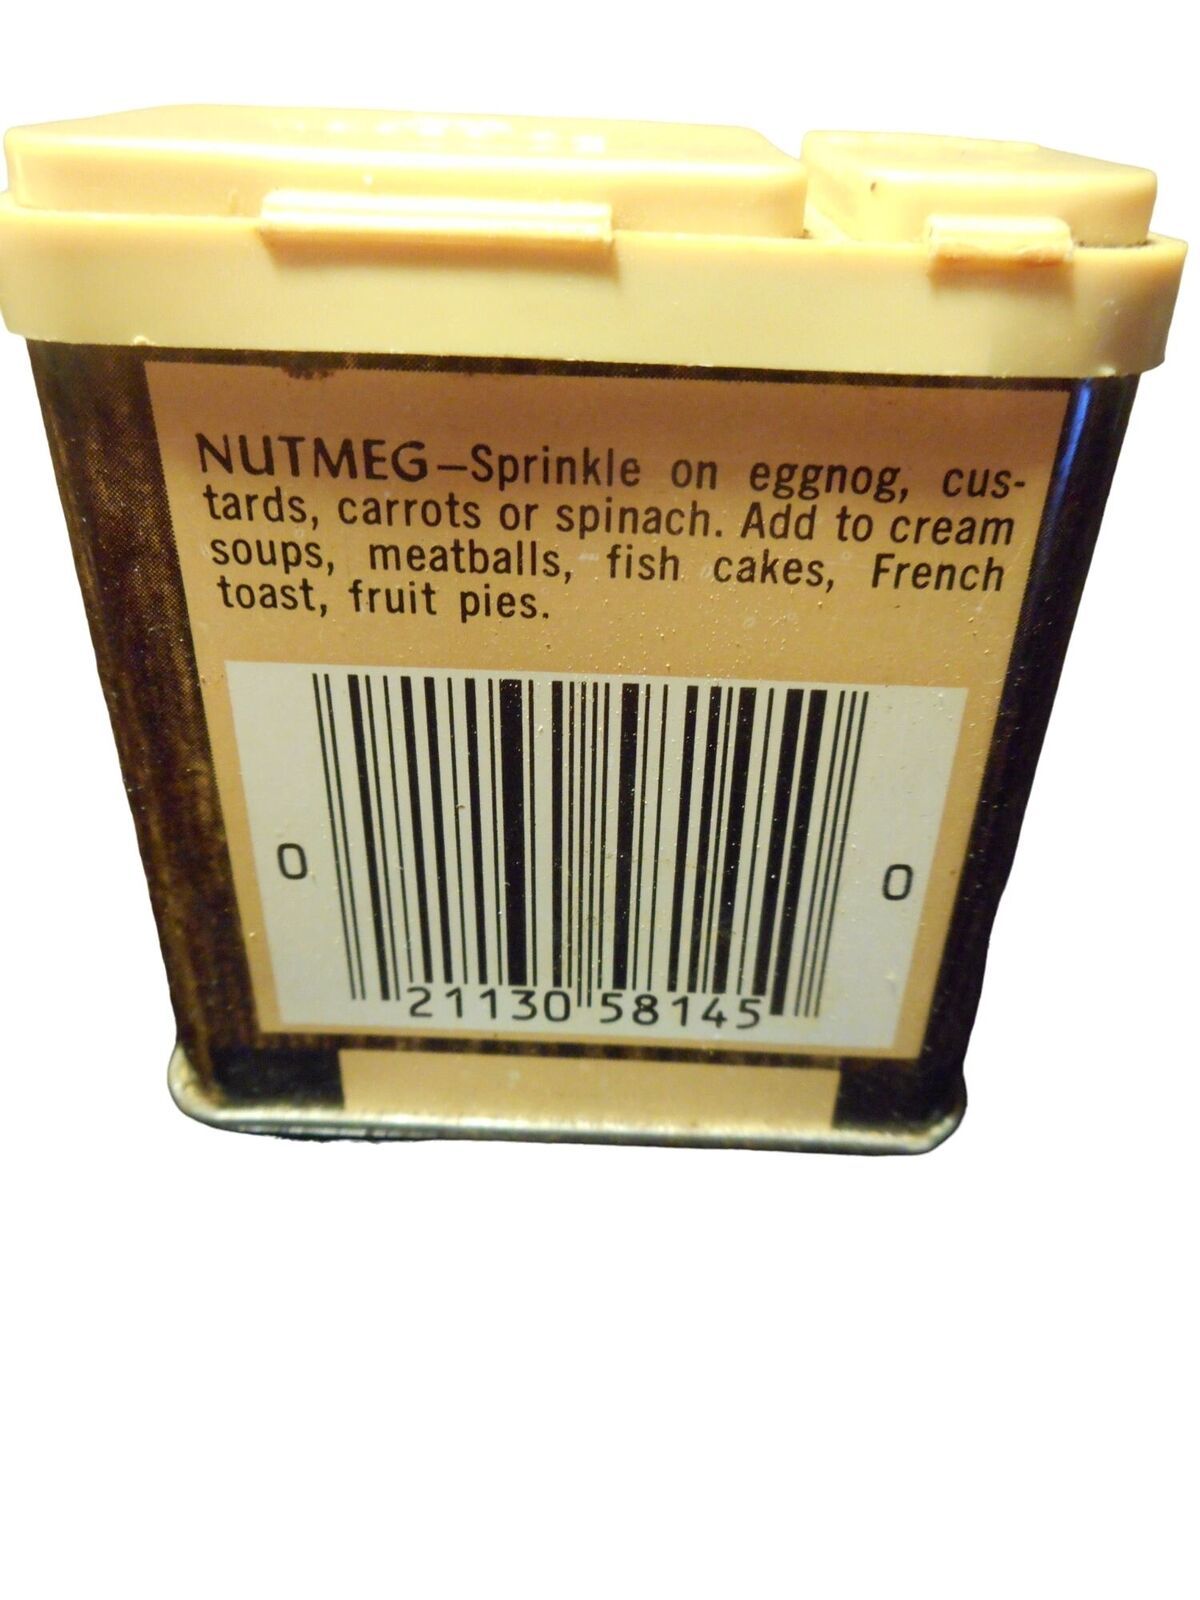 NUTMEG—Sprinkle on eggnog, cus-
tards, carrots or spinach. Add to cream
soups, meatballs, fish cakes, French
toast, fruit pies.
0 21130 58145 0